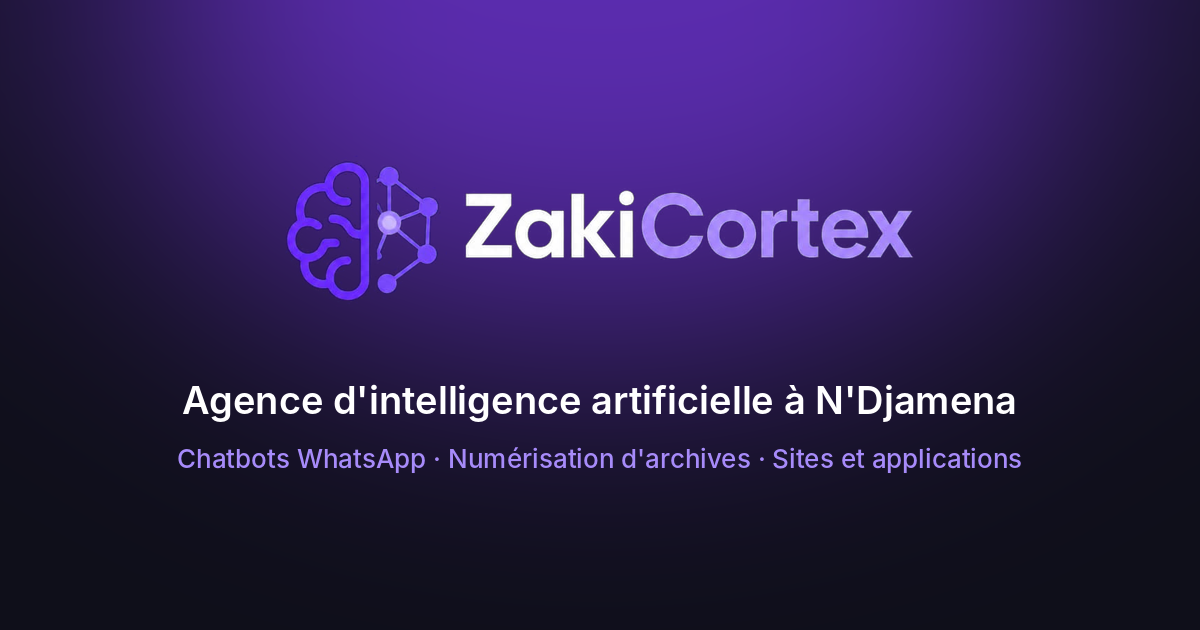 ZakiCortex
Agence d'intelligence artificielle à N'Djamena
Chatbots WhatsApp · Numérisation d'archives · Sites et applications